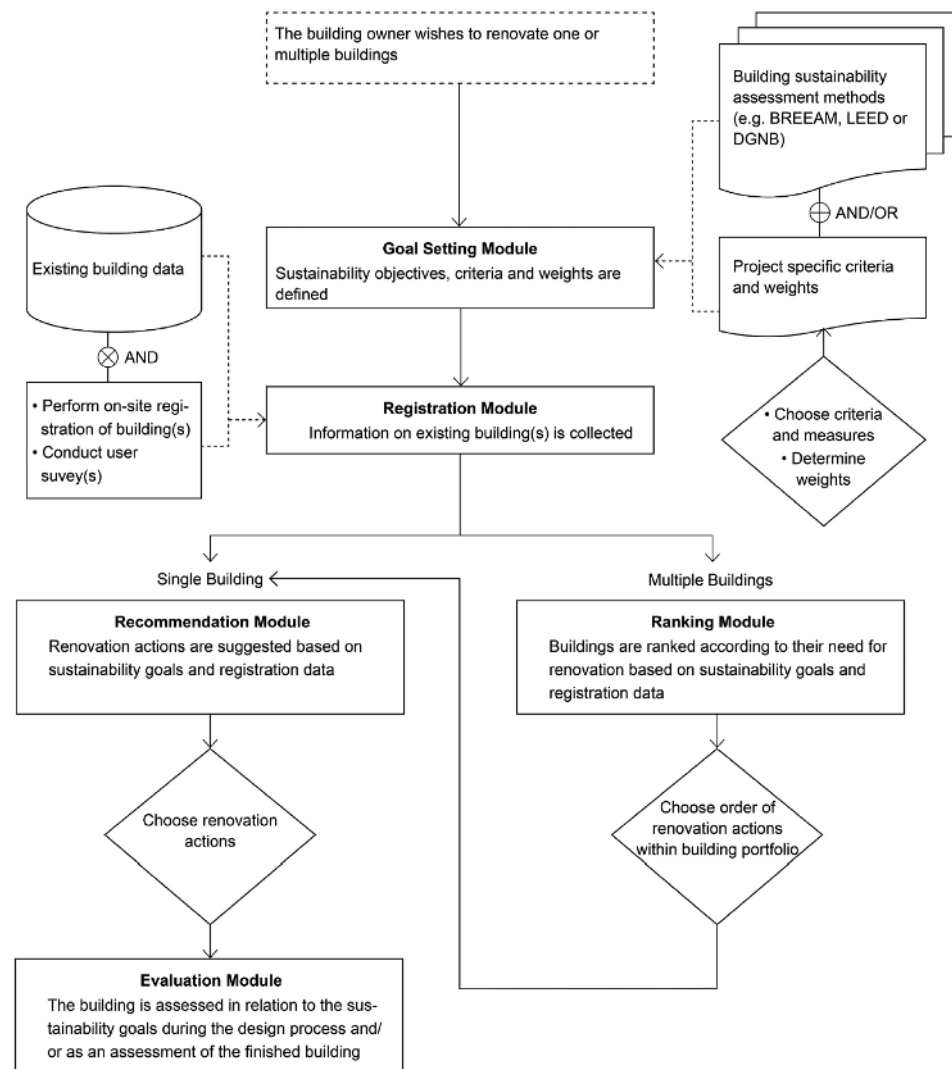 The building owner wishes to renovate one or
multiple buildings
Building sustainability
assessment methods
(e.g. BREEAM, LEED or
DGNB)
AND/OR
Project specific criteria
and weights
• Choose criteria
and measures
• Determine
weights
Goal Setting Module
Sustainability objectives, criteria and weights are
defined
Existing building data
AND
• Perform on-site regi-
stration of building(s)
• Conduct user
suvey(s)
Registration Module
Information on existing building(s) is collected
Single Building
Multiple Buildings
Recommendation Module
Renovation actions are suggested based on
sustainability goals and registration data
Ranking Module
Buildings are ranked according to their need for
renovation based on sustainability goals and
registration data
Choose renovation
actions
Choose order of
renovation actions
within building portfolio
Evaluation Module
The building is assessed in relation to the sus-
tainability goals during the design process and/
or as an assessment of the finished building